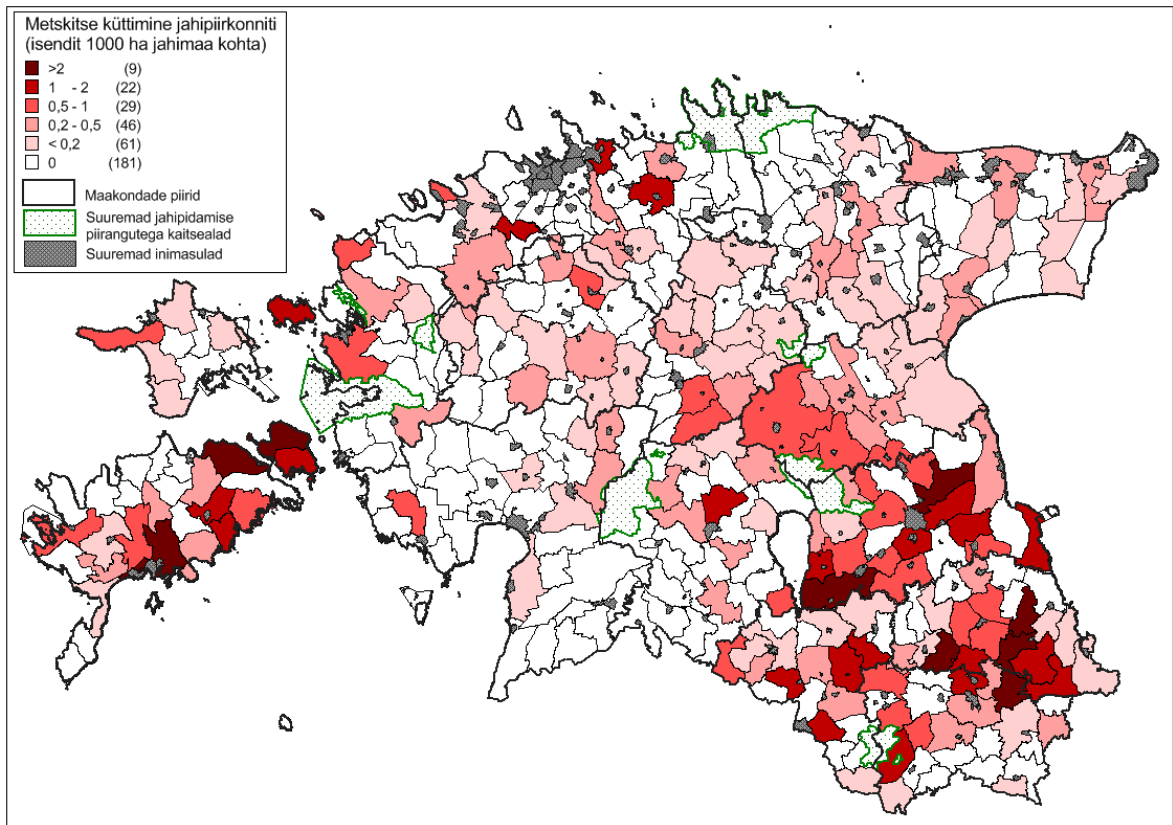 Metskitse küttimine jahipiirkonniti
(isendit 1000 ha jahimaa kohta)
>2 (9)
1 - 2 (22)
0,5 - 1 (29)
0,2 - 0,5 (46)
< 0,2 (61)
0 (181)
Maakondade piirid
Suuremad jahipidamise
piirangutega kaitsealad
Suuremad inimasulad